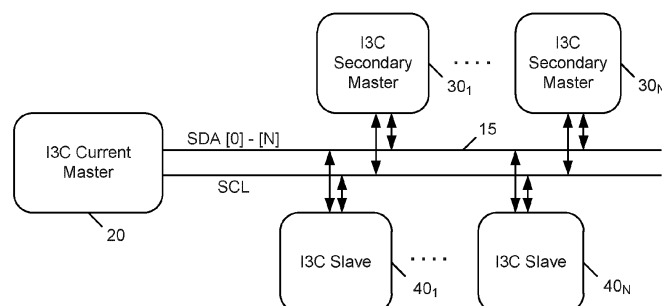 I3C
Secondary
Master
30₁
I3C
Secondary
Master
30N
SDA [0] - [N]
15
I3C Current
Master
SCL
20
I3C Slave
40₁
I3C Slave
40N